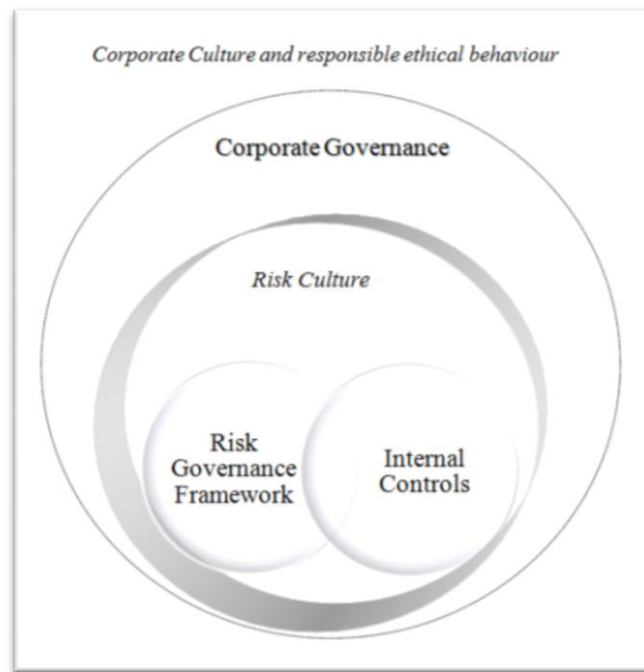 Corporate Culture and responsible ethical behaviour
Corporate Governance
Risk Culture
Risk
Governance
Framework
Internal
Controls